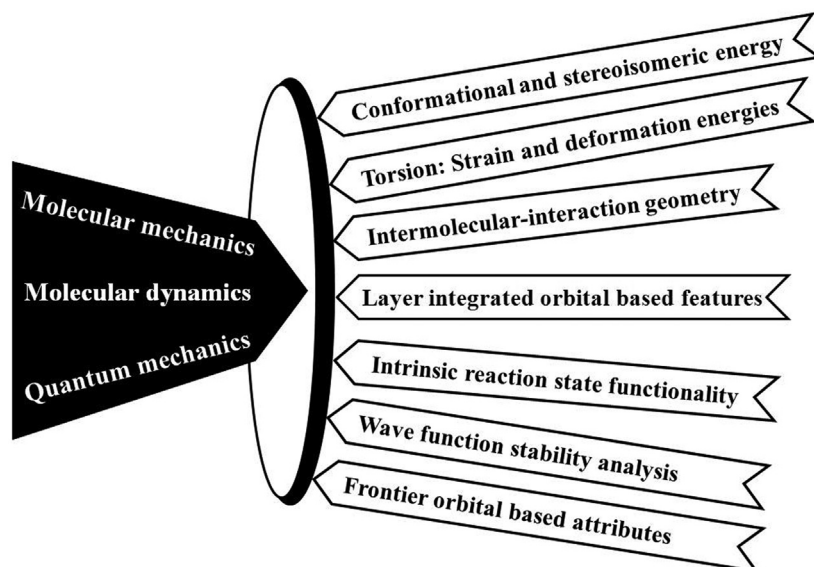 Molecular mechanics
Molecular dynamics
Quantum mechanics
Conformational and stereoisomeric energy
Torsion: Strain and deformation energies
Intermolecular-interaction geometry
Layer integrated orbital based features
Intrinsic reaction state functionality
Wave function stability analysis
Frontier orbital based attributes